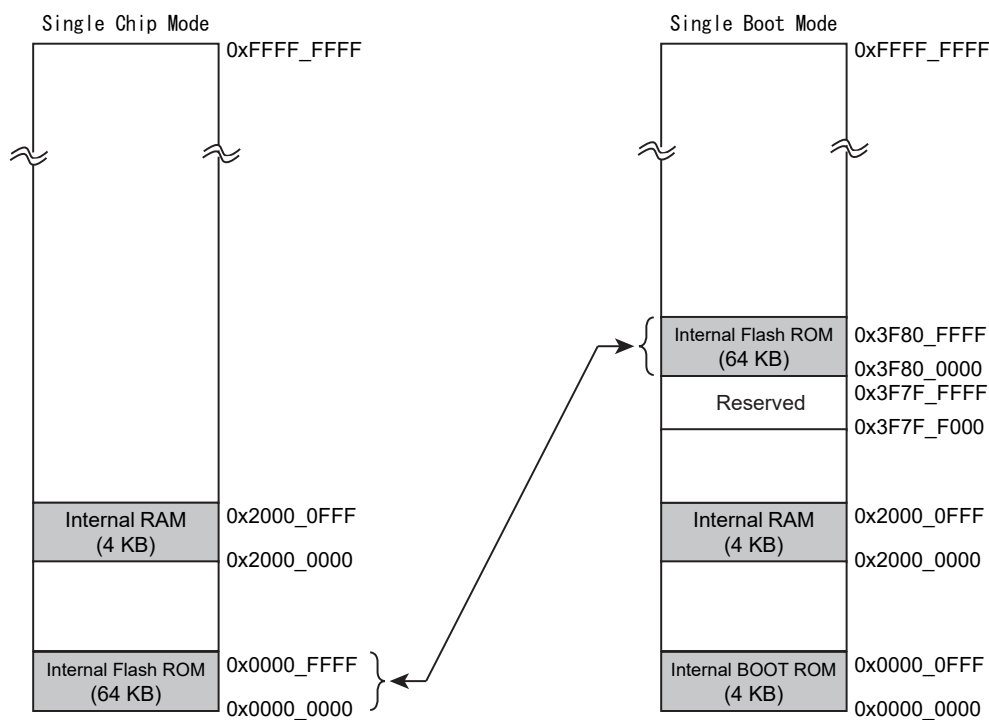 Single Chip Mode
0xFFFF_FFFF
Internal RAM
(4 KB)
0x2000_0FFF
0x2000_0000
Internal Flash ROM
(64 KB)
0x0000_FFFF
0x0000_0000
Single Boot Mode
0xFFFF_FFFF
Internal Flash ROM
(64 KB)
0x3F80_FFFF
0x3F80_0000
Reserved
0x3F7F_FFFF
0x3F7F_F000
Internal RAM
(4 KB)
0x2000_0FFF
0x2000_0000
Internal BOOT ROM
(4 KB)
0x0000_0FFF
0x0000_0000